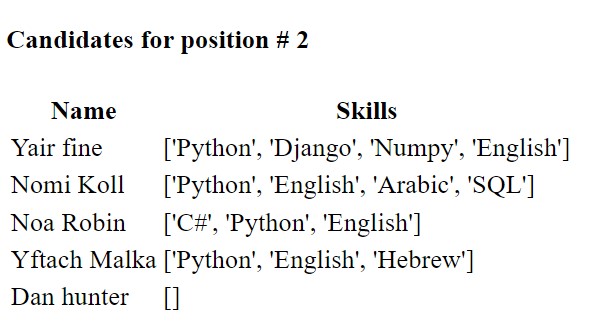 Candidates for position # 2
Name Skills
Yair fine ['Python', 'Django', 'Numpy', 'English']
Nomi Koll ['Python', 'English', 'Arabic', 'SQL']
Noa Robin ['C#', 'Python', 'English']
Yftach Malka ['Python', 'English', 'Hebrew']
Dan hunter []